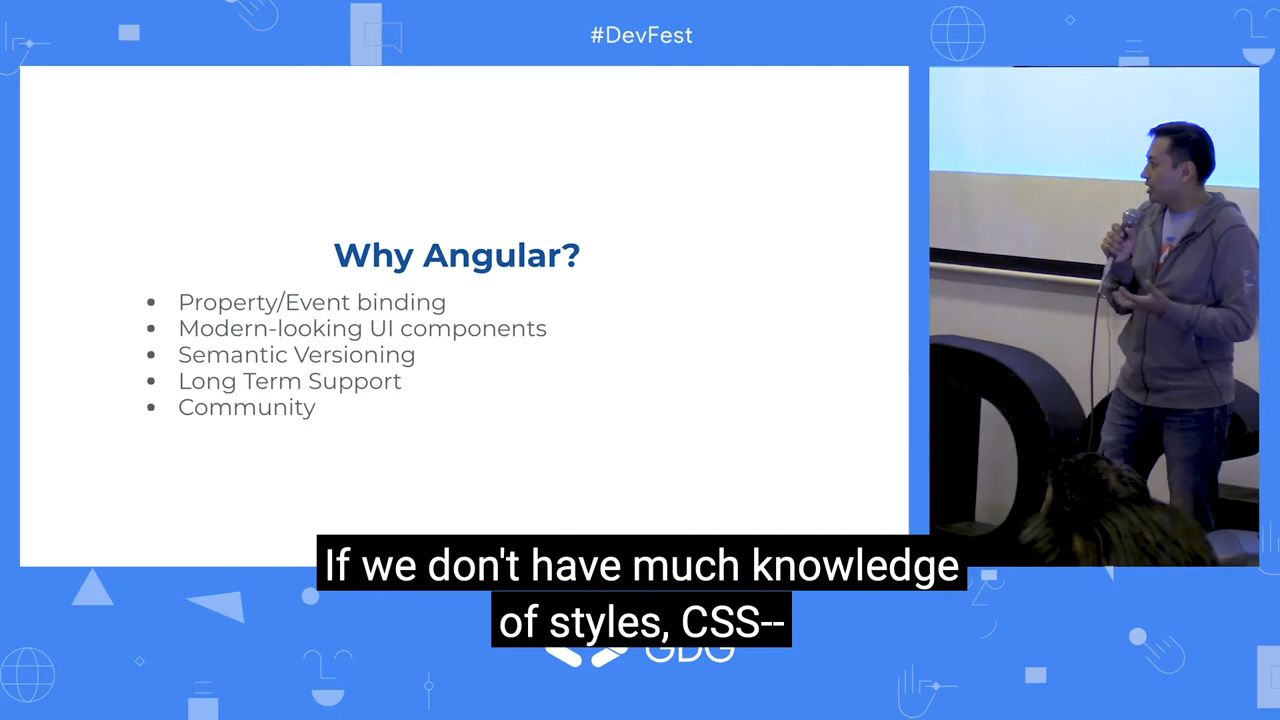 #DevFest
Why Angular?
Property/Event binding
Modern-looking UI components
Semantic Versioning
Long Term Support
Community
If we don't have much knowledge
of styles, CSS--
GDG